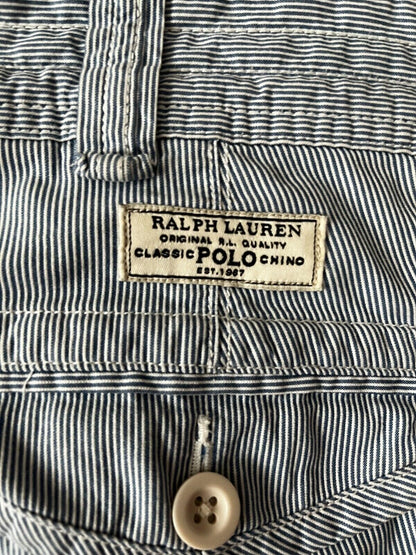 RALPH LAUREN
ORIGINAL R.L. QUALITY
CLASSIC POLO CHINO
EST. 1967